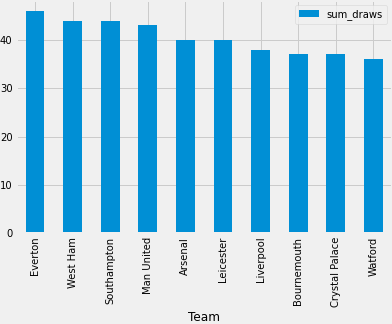 sum_draws
40
30
20
10
0
Everton
West Ham
Southampton
Man United
Arsenal
Leicester
Liverpool
Bournemouth
Crystal Palace
Watford
Team